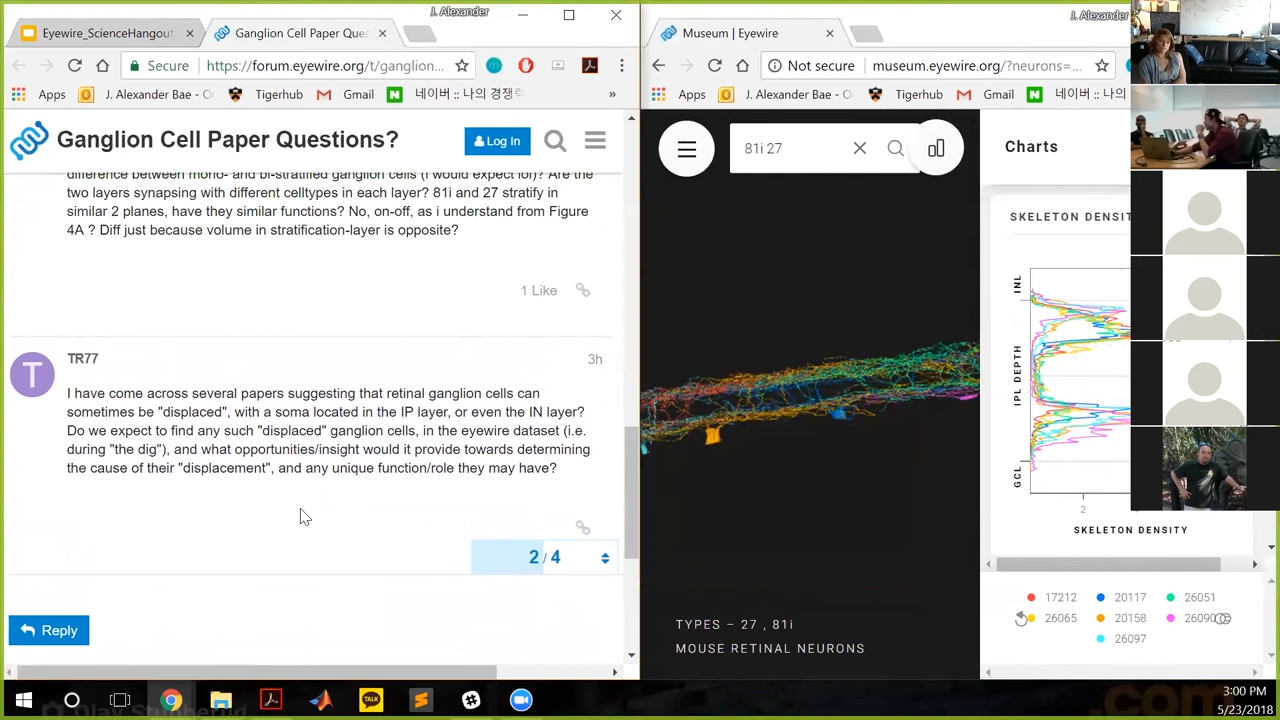 J. Alexander
Eyewire_ScienceHangout
Ganglion Cell Paper Ques
Secure
https://forum.eyewire.org/t/ganglion...
Apps
J. Alexander Bae - O
Tigerhub
Gmail
네이버 :: 나의 경쟁력
»
Ganglion Cell Paper Questions?
Log In
difference between mono- and bi-stratified ganglion cells (I would expect lol)? Are the
two layers synapsing with different celltypes in each layer? 81i and 27 stratify in
similar 2 planes, have they similar functions? No, on-off, as i understand from Figure
4A ? Diff just because volume in stratification-layer is opposite?
1 Like
T
TR77
3h
I have come across several papers suggesting that retinal ganglion cells can
sometimes be "displaced", with a soma located in the IP layer, or even the IN layer?
Do we expect to find any such "displaced" ganglion cells, in the eyewire dataset (i.e.
during "the dig"), and what opportunities/insight would it provide towards determining
the cause of their "displacement", and any unique function/role they may have?
2 / 4
Reply
J. Alexander
Museum | Eyewire
Not secure
museum.eyewire.org/?neurons=...
Apps
J. Alexander Bae - O
Tigerhub
Gmail
네이버 :: 나의 경쟁
81i 27
Charts
SKELETON DENSIT
INL
IPL DEPTH
GCL
2
SKELETON DENSITY
17212
20117
26051
26065
20158
26090
26097
TYPES – 27 , 81i
MOUSE RETINAL NEURONS
TALK
3:00 PM
5/23/2018